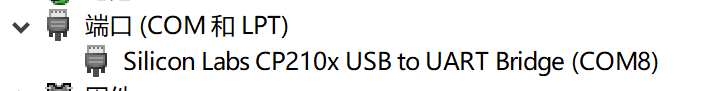 端口 (COM 和 LPT)
Silicon Labs CP210x USB to UART Bridge (COM8)